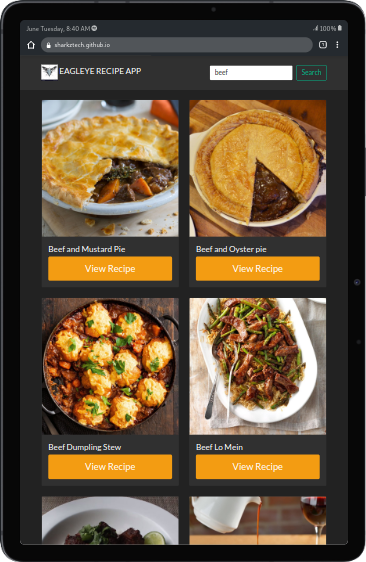 June Tuesday, 8:40 AM
100%
sharkztech.github.io
EAGLEYE RECIPE APP
beef
Search
Beef and Mustard Pie
Beef and Oyster pie
View Recipe
View Recipe
Beef Dumpling Stew
Beef Lo Mein
View Recipe
View Recipe